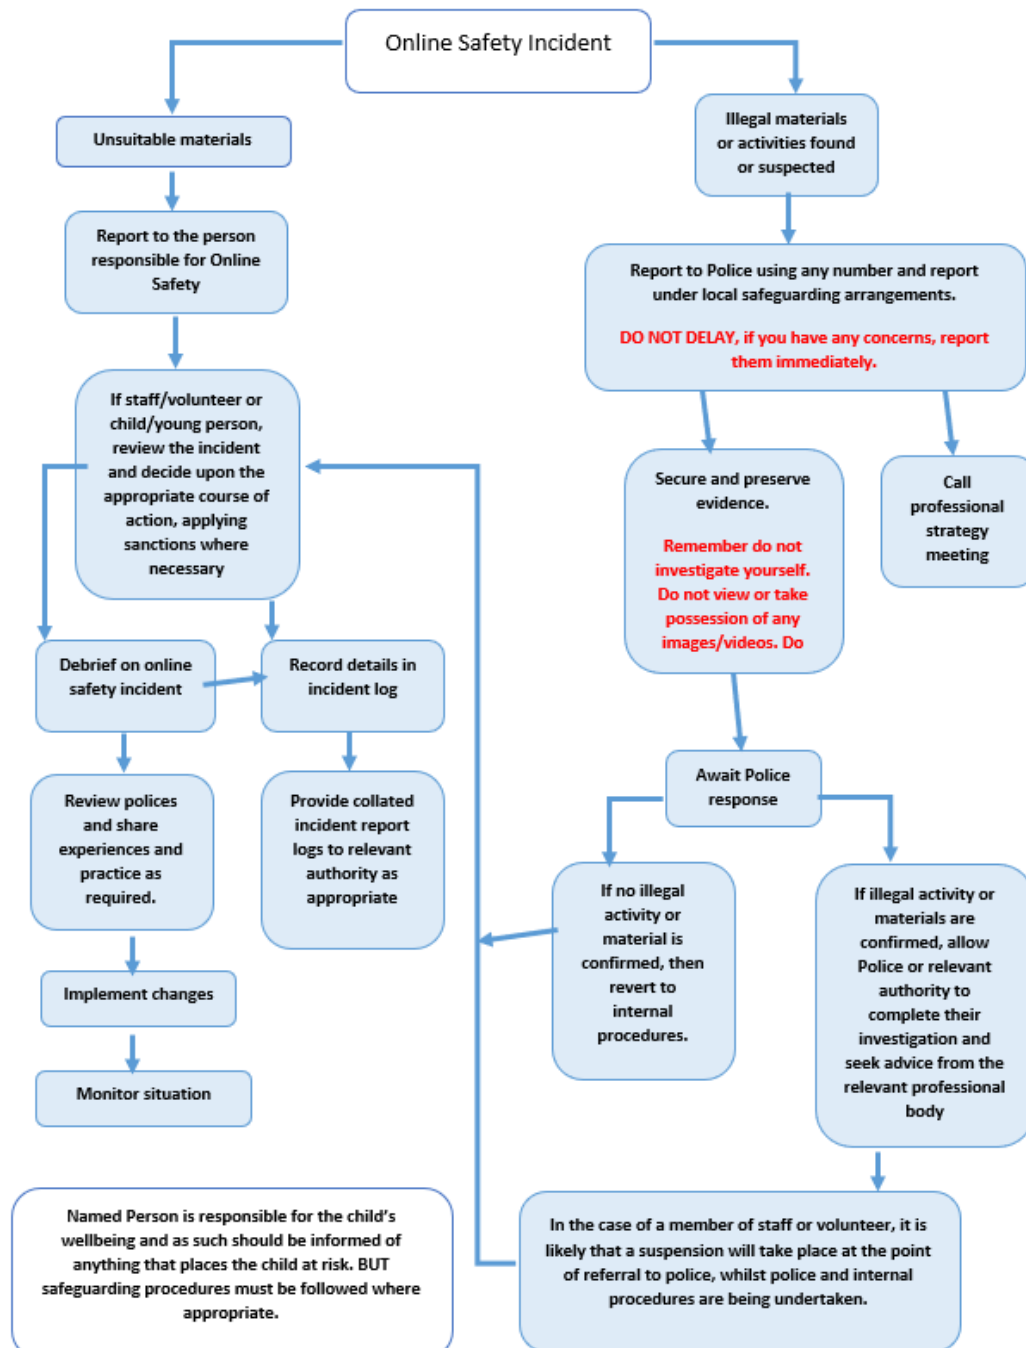 Online Safety Incident
Unsuitable materials
Illegal materials
or activities found
or suspected
Report to the person
responsible for Online
Safety
Report to Police using any number and report
under local safeguarding arrangements.
DO NOT DELAY, if you have any concerns, report
them immediately.
If staff/volunteer or
child/young person,
review the incident
and decide upon the
appropriate course of
action, applying
sanctions where
necessary
Secure and preserve
evidence.
Remember do not
investigate yourself.
Do not view or take
possession of any
images/videos. Do
Call
professional
strategy
meeting
Debrief on online
safety incident
Record details in
incident log
Review polices
and share
experiences and
practice as
required.
Provide collated
incident report
logs to relevant
authority as
appropriate
Await Police
response
If no illegal
activity or
material is
confirmed, then
revert to
internal
procedures.
If illegal activity or
materials are
confirmed, allow
Police or relevant
authority to
complete their
investigation and
seek advice from the
relevant professional
body
Implement changes
Monitor situation
Named Person is responsible for the child's
wellbeing and as such should be informed of
anything that places the child at risk. BUT
safeguarding procedures must be followed where
appropriate.
In the case of a member of staff or volunteer, it is
likely that a suspension will take place at the point
of referral to police, whilst police and internal
procedures are being undertaken.